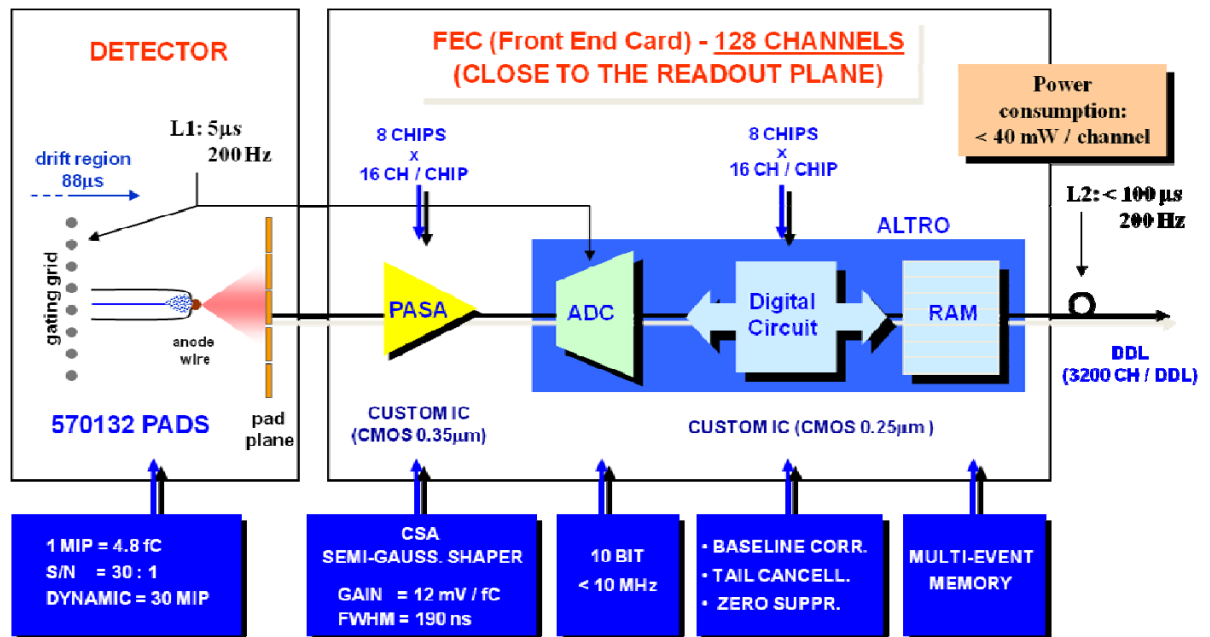 DETECTOR
L1: 5µs
200 Hz
drift region
88µs
gating grid
anode
wire
570132 PADS
pad
plane
FEC (Front End Card) - 128 CHANNELS
(CLOSE TO THE READOUT PLANE)
Power
consumption:
< 40 mW / channel
8 CHIPS
x
16 CH / CHIP
8 CHIPS
x
16 CH / CHIP
L2: < 100 µs
200 Hz
ALTRO
PASA
ADC
Digital
Circuit
RAM
DDL
(3200 CH / DDL)
CUSTOM IC
(CMOS 0.35µm)
CUSTOM IC (CMOS 0.25µm )
1 MIP = 4.8 fC
S/N = 30 : 1
DYNAMIC = 30 MIP
CSA
SEMI-GAUSS. SHAPER
GAIN = 12 mV / fC
FWHM = 190 ns
10 BIT
< 10 MHz
• BASELINE CORR.
• TAIL CANCELL.
• ZERO SUPPR.
MULTI-EVENT
MEMORY